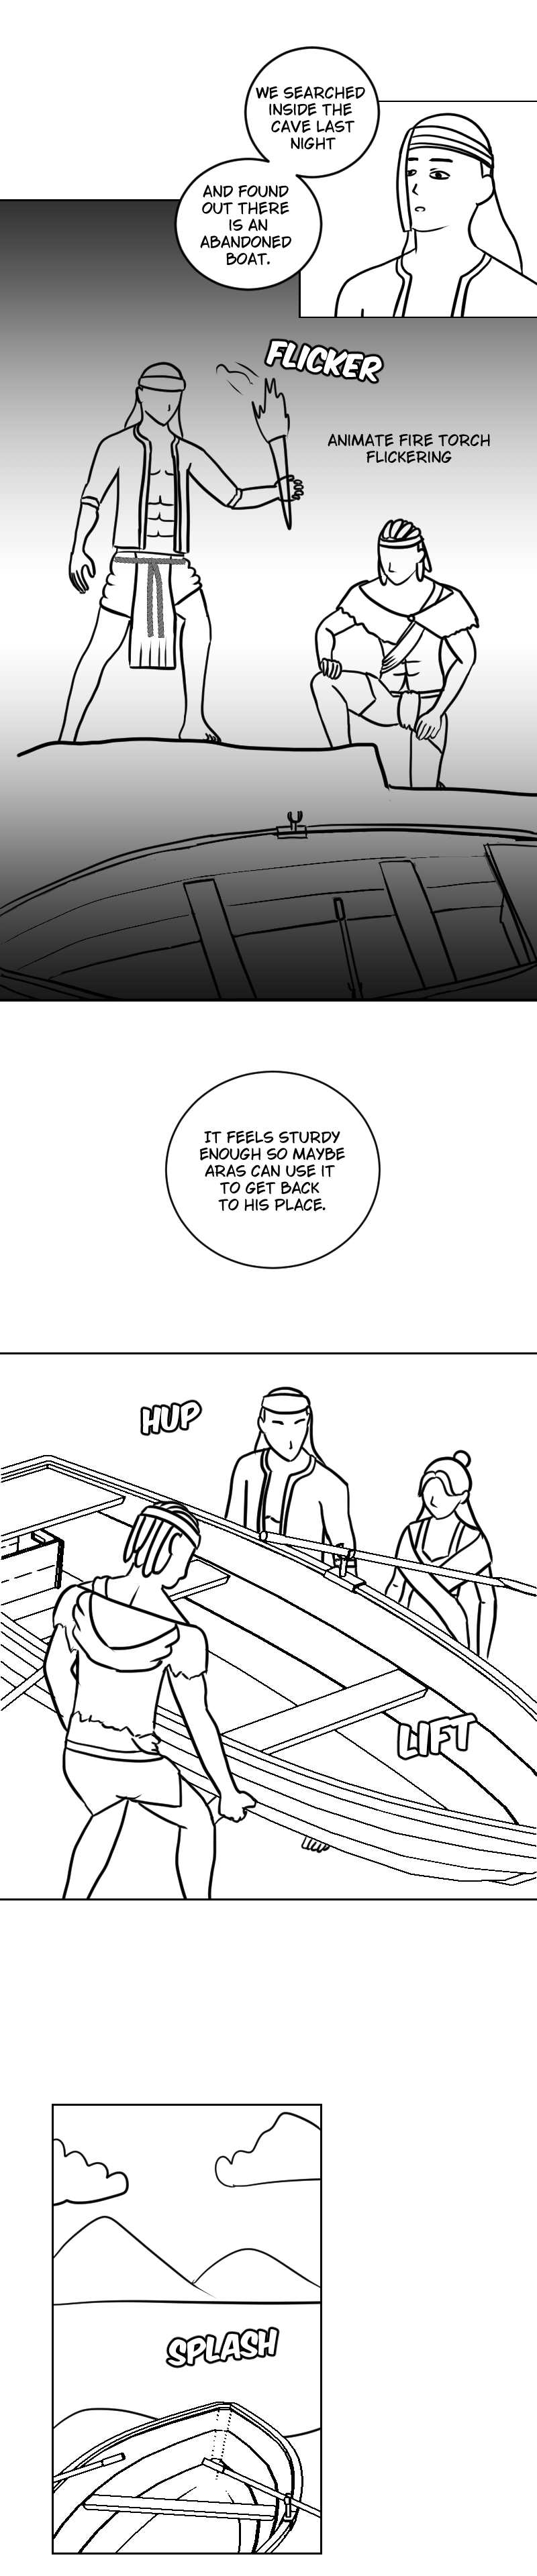 WE SEARCHED
INSIDE THE
CAVE LAST
NIGHT
AND FOUND
OUT THERE
IS AN
ABANDONED
BOAT.
FLICKER
ANIMATE FIRE TORCH
FLICKERING
IT FEELS STURDY
ENOUGH SO MAYBE
ARAS CAN USE IT
TO GET BACK
TO HIS PLACE.
HUP
LIFT
SPLASH